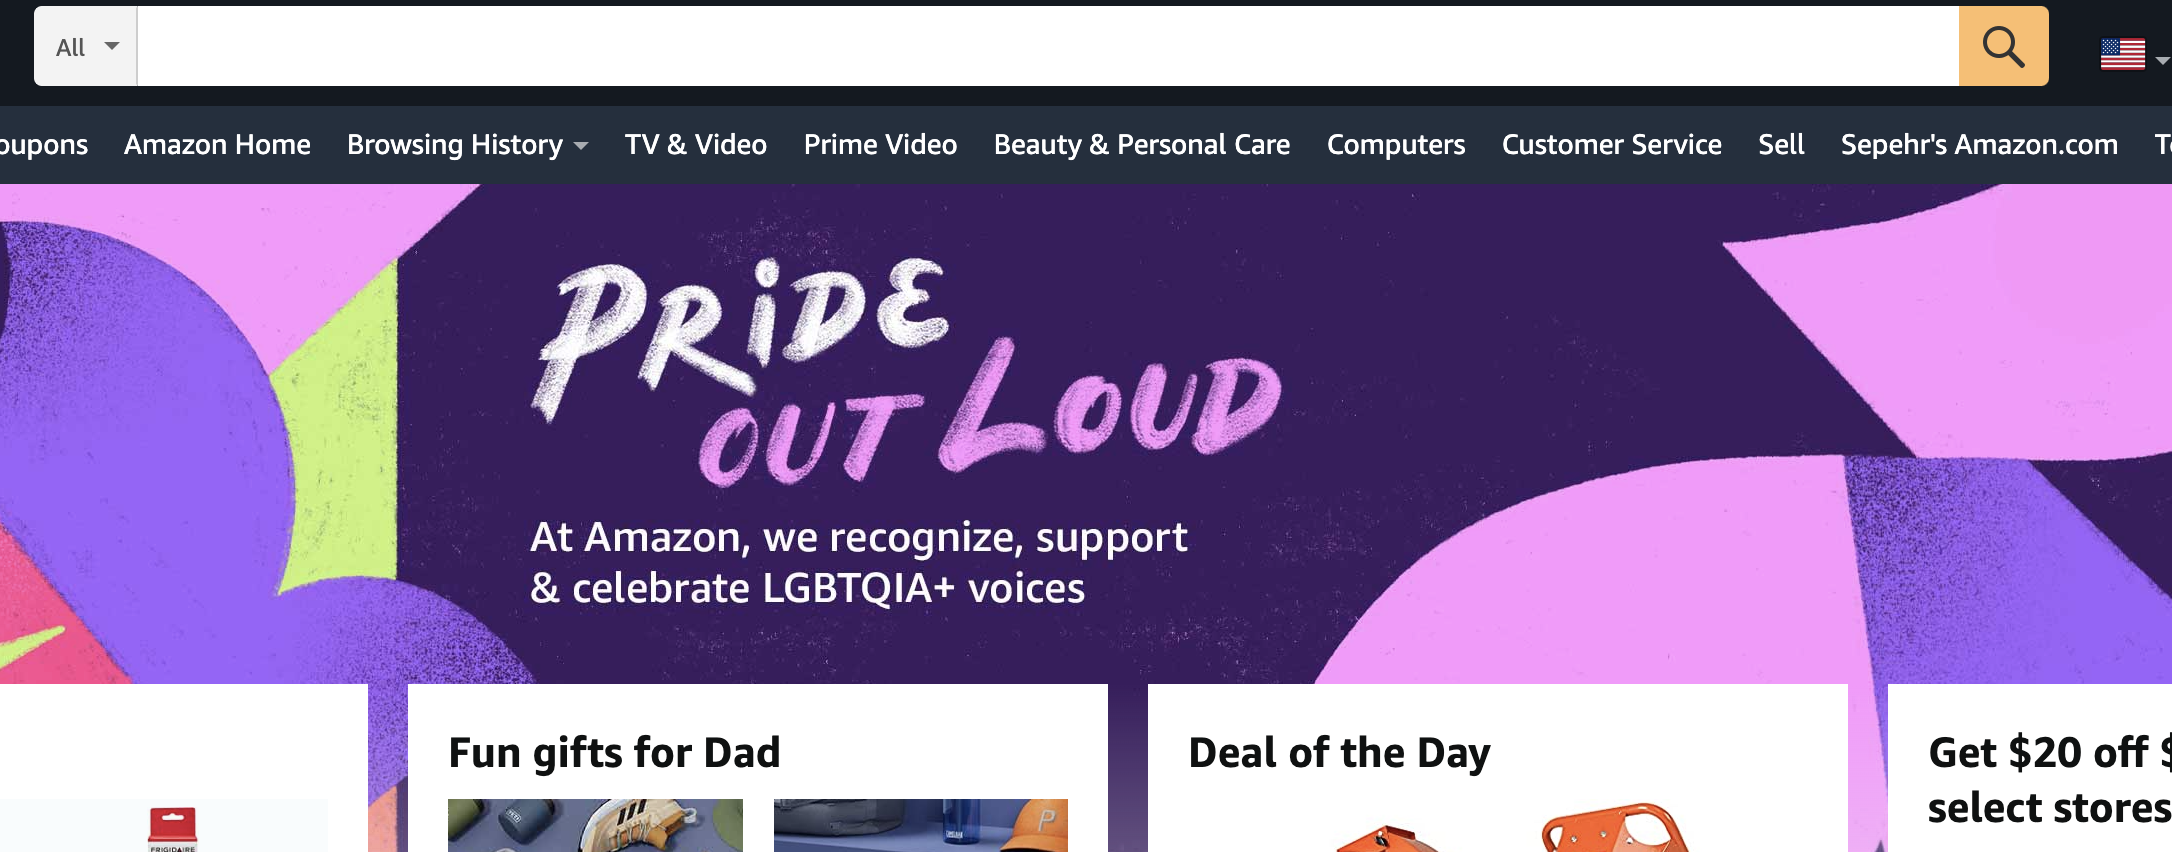 All
oupons Amazon Home Browsing History TV & Video Prime Video Beauty & Personal Care Computers Customer Service Sell Sepehr's Amazon.com
PRiDE
OUT LOUD
At Amazon, we recognize, support
& celebrate LGBTQIA+ voices
Fun gifts for Dad
Deal of the Day
Get $20 off $
select stores
FRIGIDAIRE
YETI
CAMELBAK
P